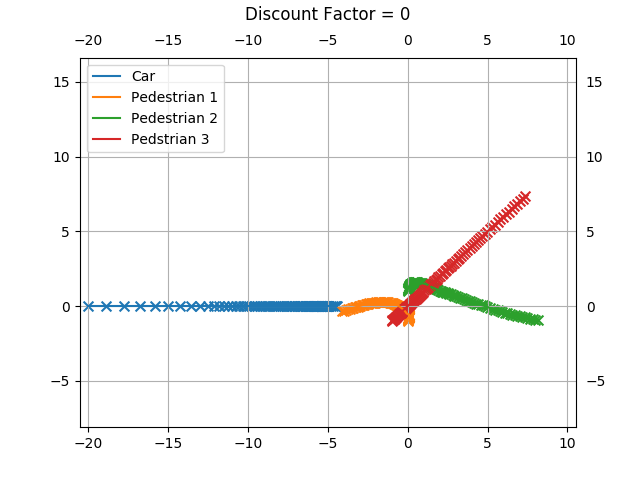 Discount Factor = 0
−20 −15 −10 −5 0 5 10
Car
Pedestrian 1
Pedestrian 2
Pedstrian 3
15 15
10 10
5 5
0 0
−5 −5
−20 −15 −10 −5 0 5 10